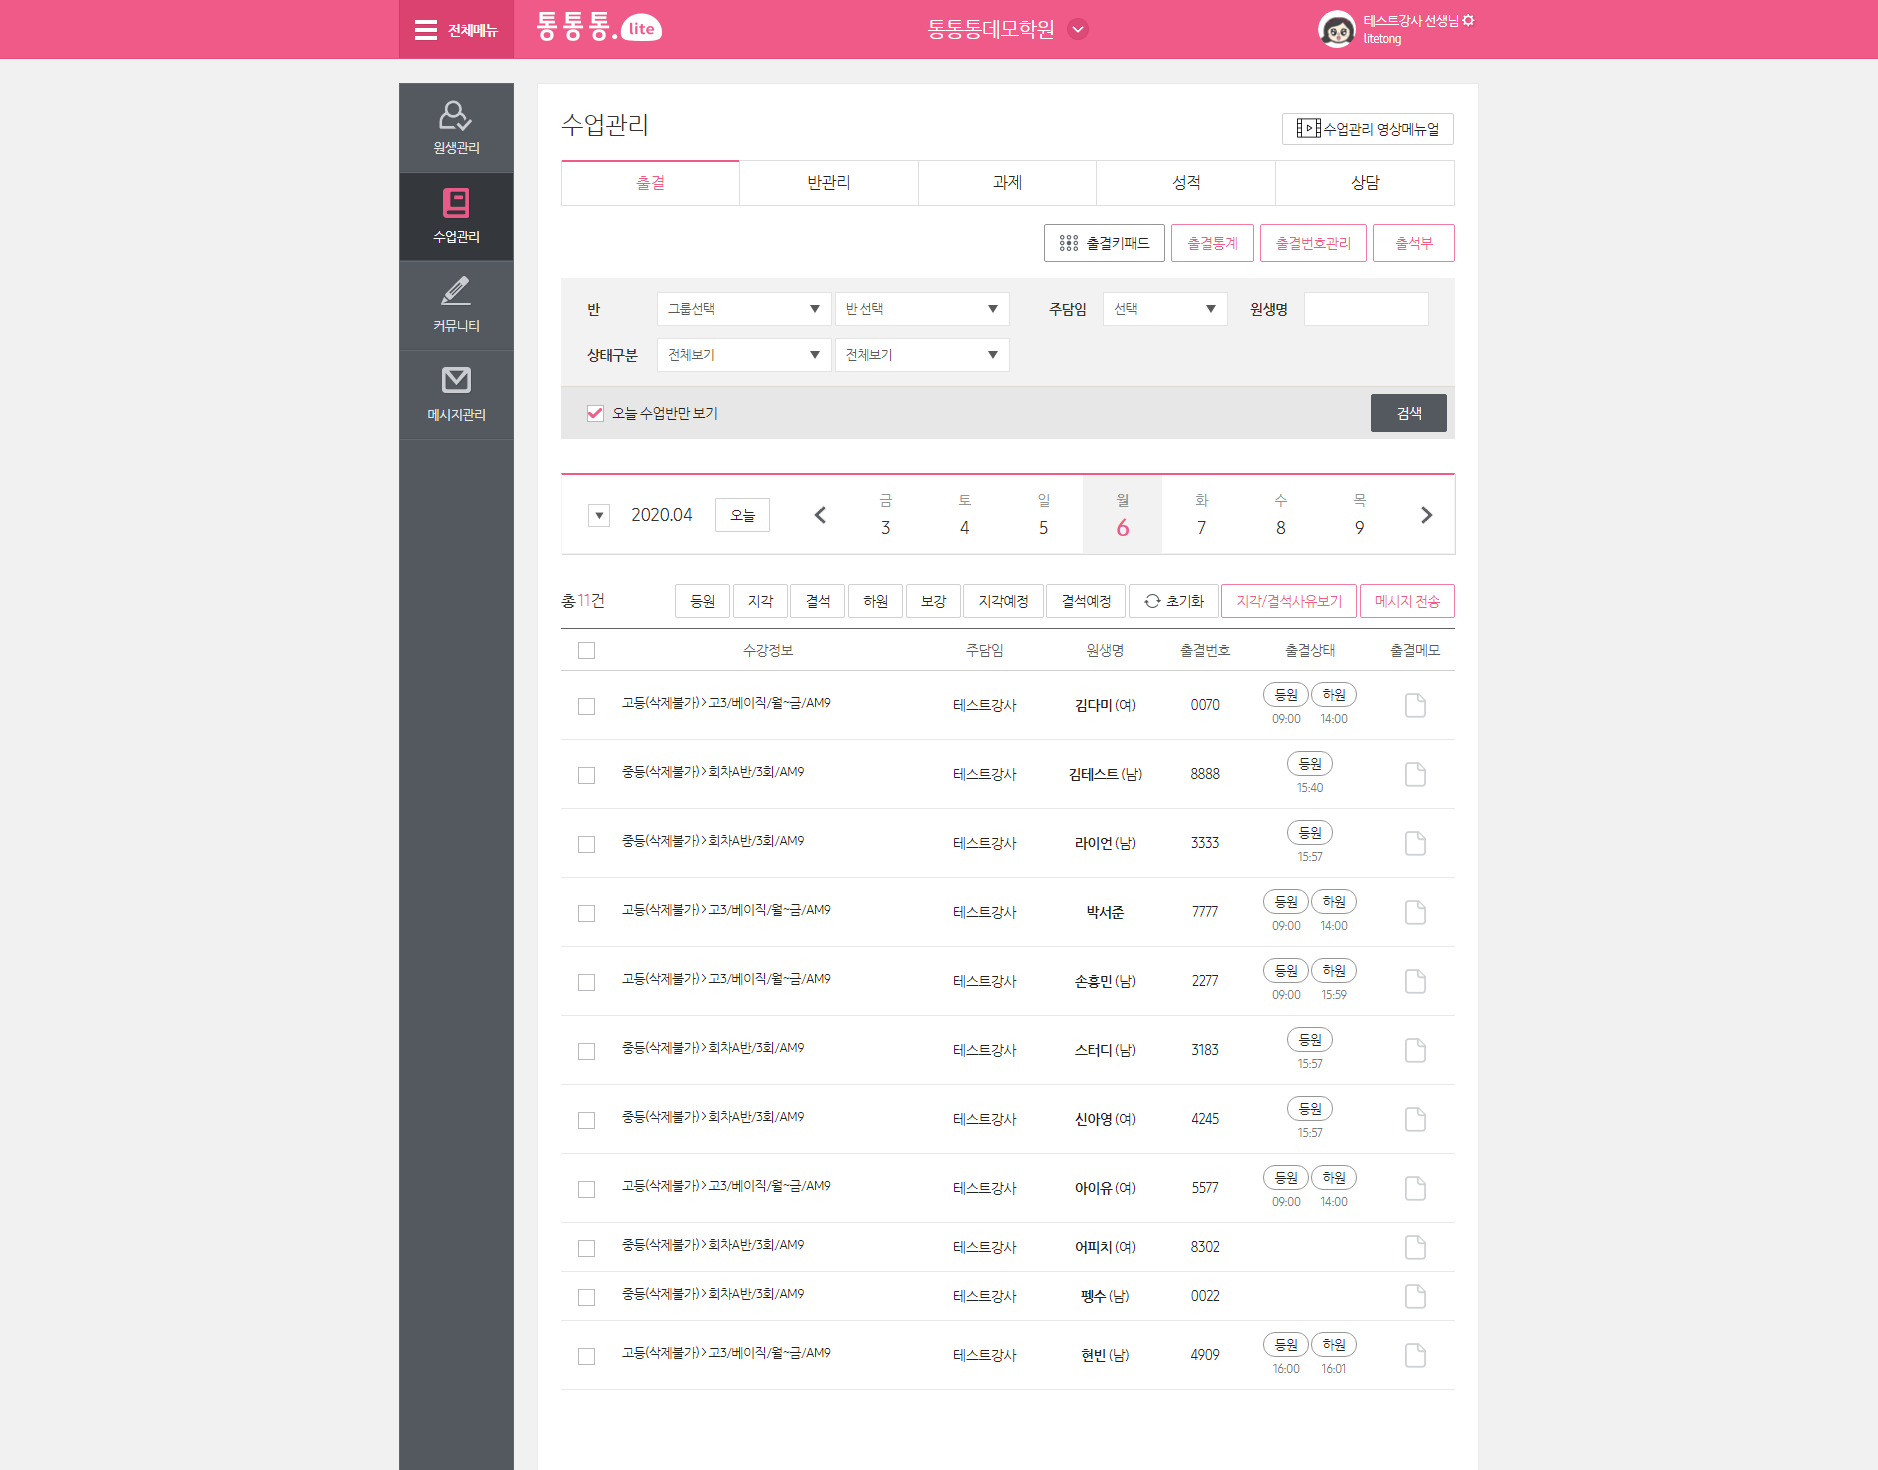 전체메뉴
통통통.lite
통통통데모학원
테스트강사 선생님
litetong
원생관리
수업관리
커뮤니티
메시지관리
수업관리
수업관리 영상메뉴얼
출결 반관리 과제 성적 상담
출결키패드 출결통계 출결번호관리 출석부
반 그룹선택 반 선택 주담임 선택 원생명
상태구분 전체보기 전체보기
오늘 수업반만 보기 검색
금 토 일 월 화 수 목
2020.04 오늘 3 4 5 6 7 8 9
총 11건 등원 지각 결석 하원 보강 지각예정 결석예정 초기화 지각/결석사유보기 메시지 전송
수강정보 주담임 원생명 출결번호 출결상태 출결메모
고등(삭제불가) > 고3/베이직/월~금/AM9 테스트강사 김다미 (여) 0070 등원 하원
09:00 14:00
중등(삭제불가) > 회차A반/3회/AM9 테스트강사 김테스트 (남) 8888 등원
15:40
중등(삭제불가) > 회차A반/3회/AM9 테스트강사 라이언 (남) 3333 등원
15:57
고등(삭제불가) > 고3/베이직/월~금/AM9 테스트강사 박서준 7777 등원 하원
09:00 14:00
고등(삭제불가) > 고3/베이직/월~금/AM9 테스트강사 손흥민 (남) 2277 등원 하원
09:00 15:59
중등(삭제불가) > 회차A반/3회/AM9 테스트강사 스터디 (남) 3183 등원
15:57
중등(삭제불가) > 회차A반/3회/AM9 테스트강사 신아영 (여) 4245 등원
15:57
고등(삭제불가) > 고3/베이직/월~금/AM9 테스트강사 아이유 (여) 5577 등원 하원
09:00 14:00
중등(삭제불가) > 회차A반/3회/AM9 테스트강사 어피치 (여) 8302
중등(삭제불가) > 회차A반/3회/AM9 테스트강사 펭수 (남) 0022
고등(삭제불가) > 고3/베이직/월~금/AM9 테스트강사 현빈 (남) 4909 등원 하원
16:00 16:01